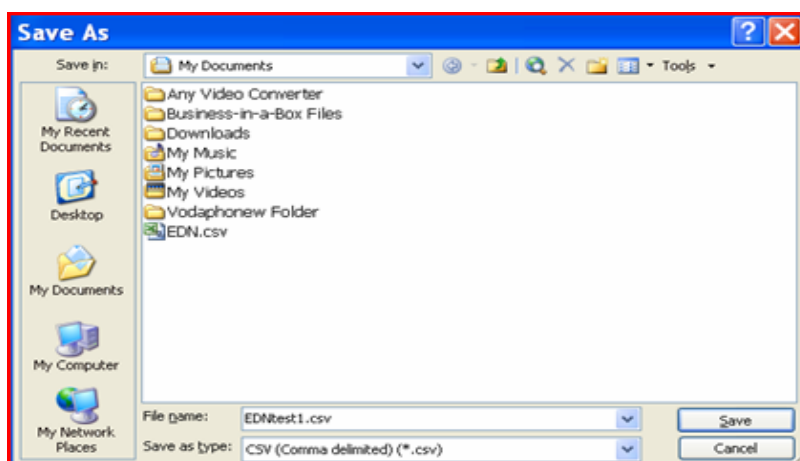 Save As
Save in:
My Documents
Tools
My Recent
Documents
Desktop
My Documents
My Computer
My Network
Places
Any Video Converter
Business-in-a-Box Files
Downloads
My Music
My Pictures
My Videos
Vodaphonew Folder
EDN.csv
File name:
EDNtest1.csv
Save
Save as type:
CSV (Comma delimited) (*.csv)
Cancel